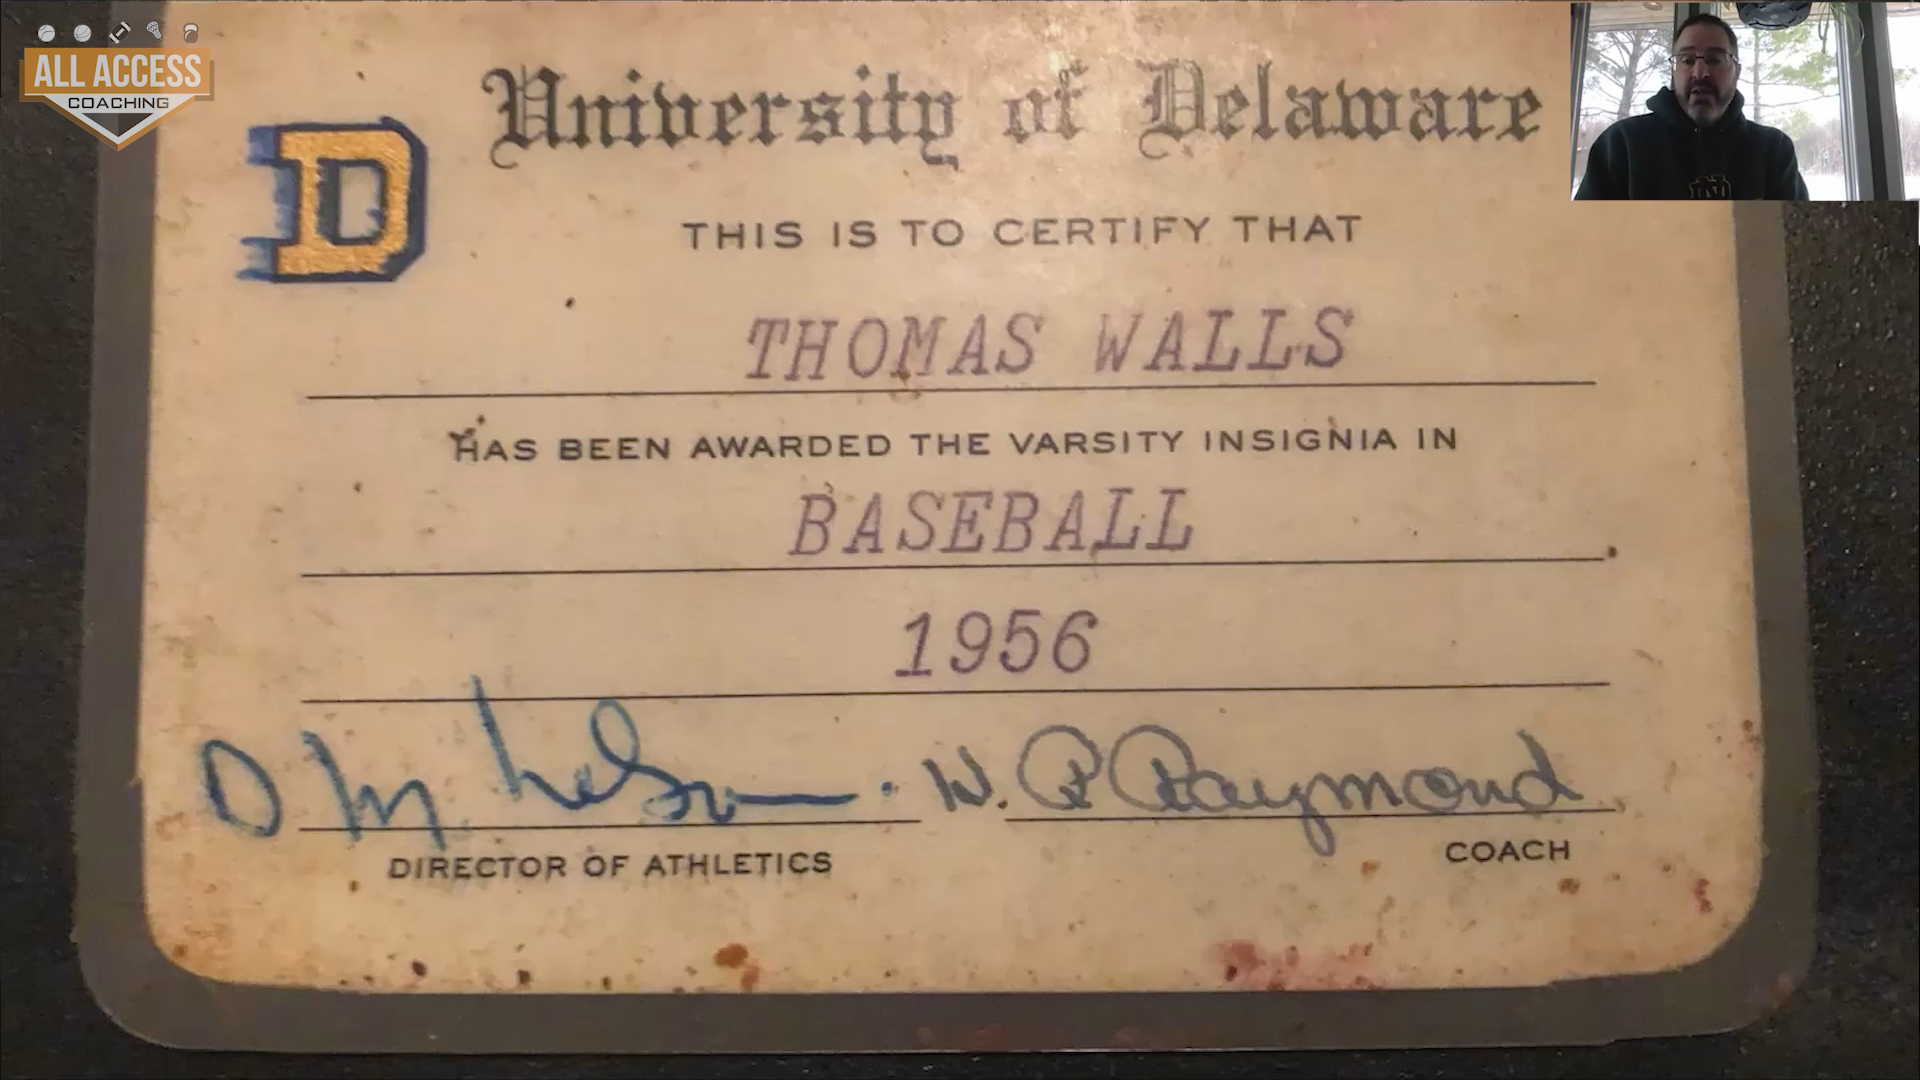 ALL ACCESS
COACHING
D
University of Delaware
THIS IS TO CERTIFY THAT
THOMAS WALLS
HAS BEEN AWARDED THE VARSITY INSIGNIA IN
BASEBALL.
1956
W. R Raymond
DIRECTOR OF ATHLETICS
COACH
ND